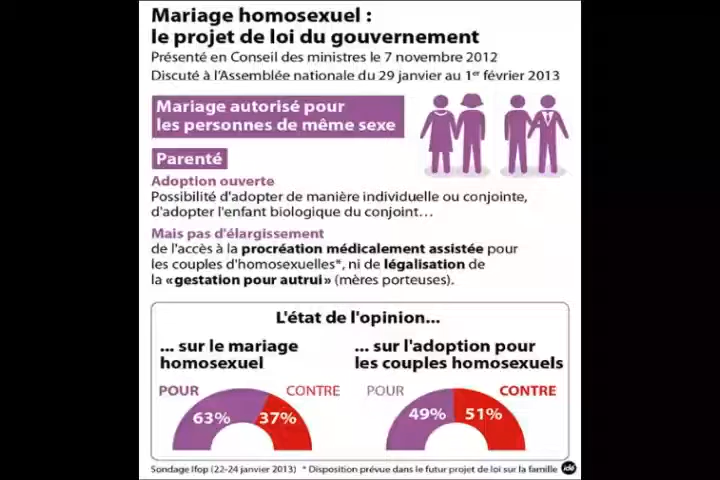 Mariage homosexuel :
le projet de loi du gouvernement
Présenté en Conseil des ministres le 7 novembre 2012
Discuté à l'Assemblée nationale du 29 janvier au 1er février 2013
Mariage autorisé pour
les personnes de même sexe
Parenté
Adoption ouverte
Possibilité d'adopter de manière individuelle ou conjointe,
d'adopter l'enfant biologique du conjoint...
Mais pas d'élargissement
de l'accès à la procréation médicalement assistée pour
les couples d'homosexuelles*, ni de légalisation de
la «gestation pour autrui» (mères porteuses).
L'état de l'opinion...
... sur le mariage
homosexuel
POUR CONTRE
63% 37%
... sur l'adoption pour
les couples homosexuels
POUR CONTRE
49% 51%
Sondage Ifop (22-24 janvier 2013) * Disposition prévue dans le futur projet de loi sur la famille idé